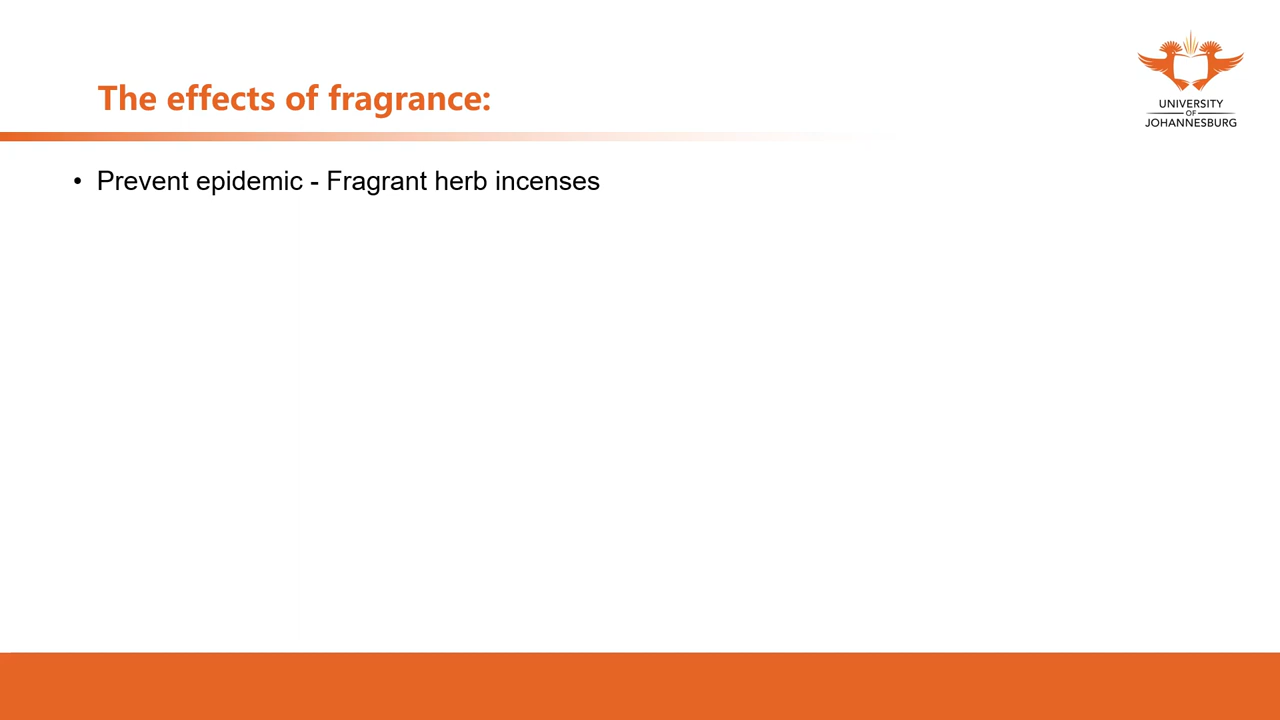 The effects of fragrance:
UNIVERSITY
OF
JOHANNESBURG
• Prevent epidemic - Fragrant herb incenses